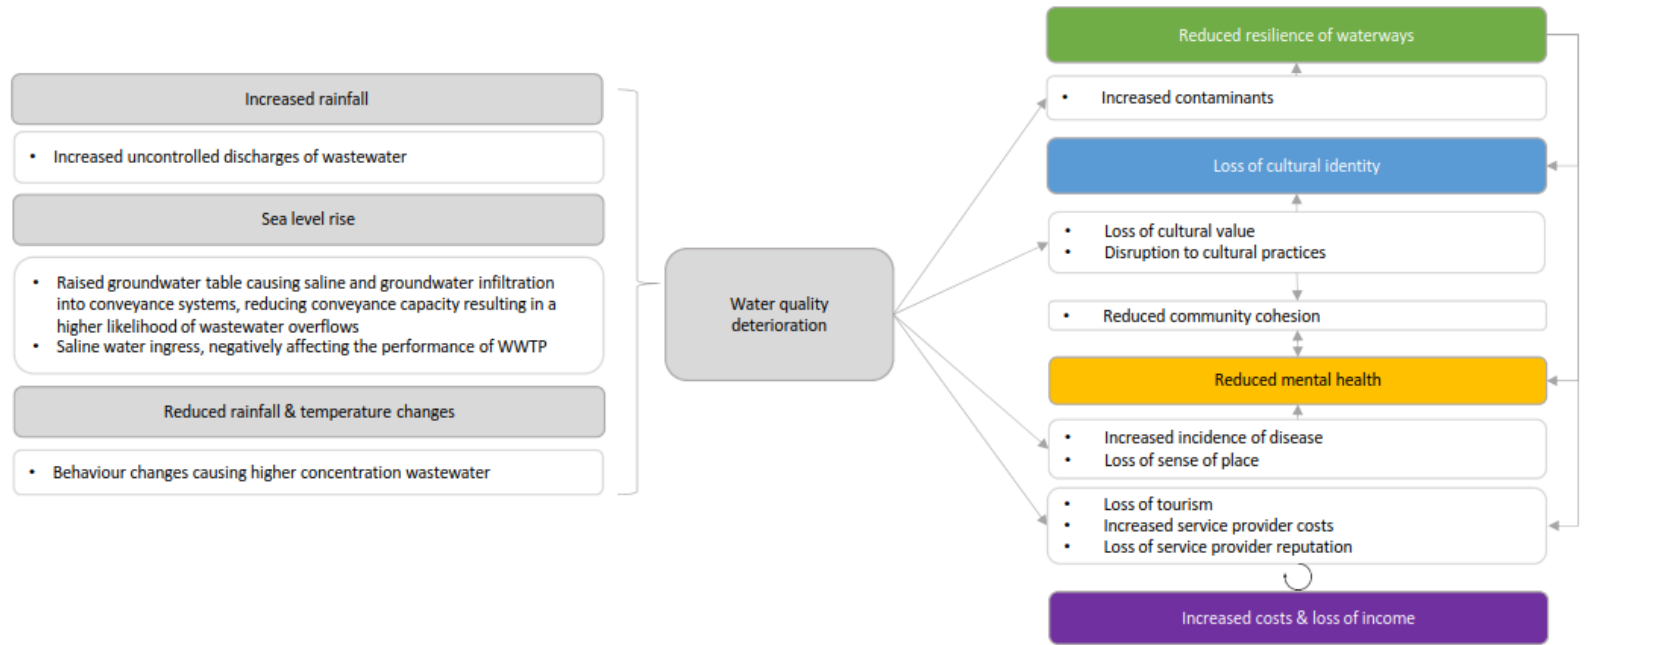 Increased rainfall
• Increased uncontrolled discharges of wastewater
Sea level rise
• Raised groundwater table causing saline and groundwater infiltration
into conveyance systems, reducing conveyance capacity resulting in a
higher likelihood of wastewater overflows
• Saline water ingress, negatively affecting the performance of WWTP
Reduced rainfall & temperature changes
• Behaviour changes causing higher concentration wastewater
Water quality
deterioration
Reduced resilience of waterways
• Increased contaminants
Loss of cultural identity
• Loss of cultural value
• Disruption to cultural practices
• Reduced community cohesion
Reduced mental health
• Increased incidence of disease
• Loss of sense of place
• Loss of tourism
• Increased service provider costs
• Loss of service provider reputation
Increased costs & loss of income